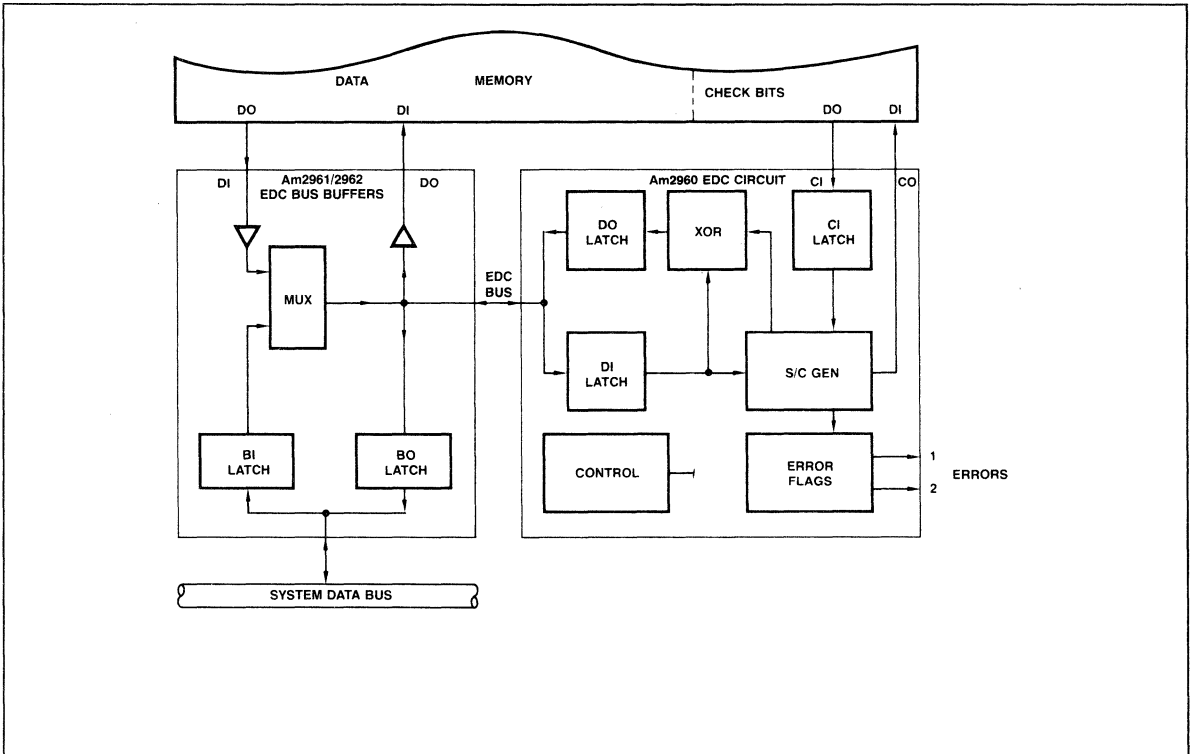 DATA
MEMORY
CHECK BITS
DO
DI
DO
DI
DI
Am2961/2962
EDC BUS BUFFERS
DO
Am2960 EDC CIRCUIT
CI
CO
DO
LATCH
XOR
CI
LATCH
MUX
EDC
BUS
DI
LATCH
S/C GEN
BI
LATCH
BO
LATCH
CONTROL
ERROR
FLAGS
1
2
ERRORS
SYSTEM DATA BUS